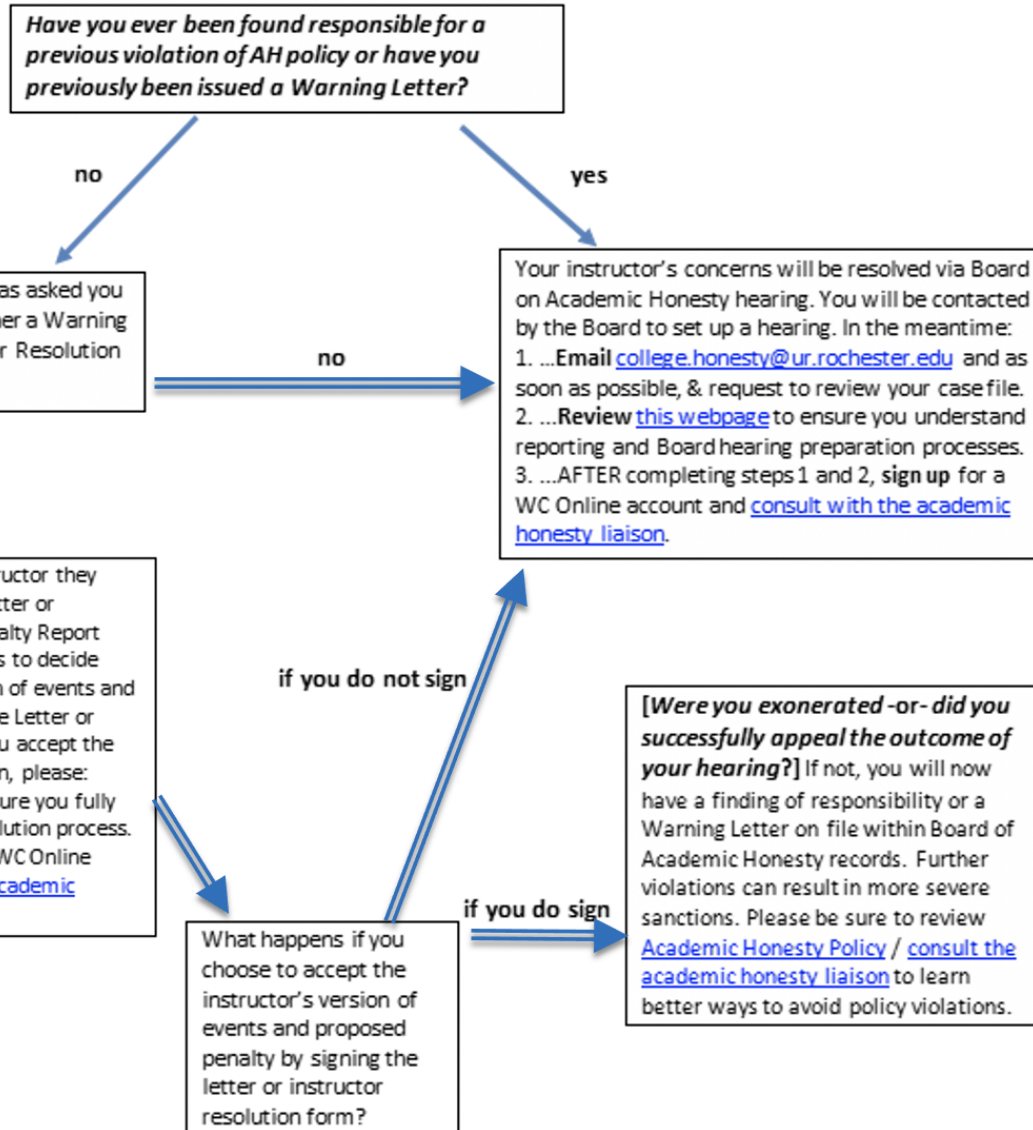 Have you ever been found responsible for a
previous violation of AH policy or have you
previously been issued a Warning Letter?
no
yes
as asked you
er a Warning
r Resolution
no
Your instructor's concerns will be resolved via Board
on Academic Honesty hearing. You will be contacted
by the Board to set up a hearing. In the meantime:
1. ...Email college.honesty@ur.rochester.edu and as
soon as possible, & request to review your case file.
2. ...Review this webpage to ensure you understand
reporting and Board hearing preparation processes.
3. ...AFTER completing steps 1 and 2, sign up for a
WC Online account and consult with the academic
honesty liaison.
uctor they
tter or
alty Report
s to decide
n of events and
e Letter or
u accept the
n, please:
ure you fully
lution process.
WC Online
cademic
if you do not sign
if you do sign
[Were you exonerated -or- did you
successfully appeal the outcome of
your hearing?] If not, you will now
have a finding of responsibility or a
Warning Letter on file within Board of
Academic Honesty records. Further
violations can result in more severe
sanctions. Please be sure to review
Academic Honesty Policy / consult the
academic honesty liaison to learn
better ways to avoid policy violations.
What happens if you
choose to accept the
instructor's version of
events and proposed
penalty by signing the
letter or instructor
resolution form?